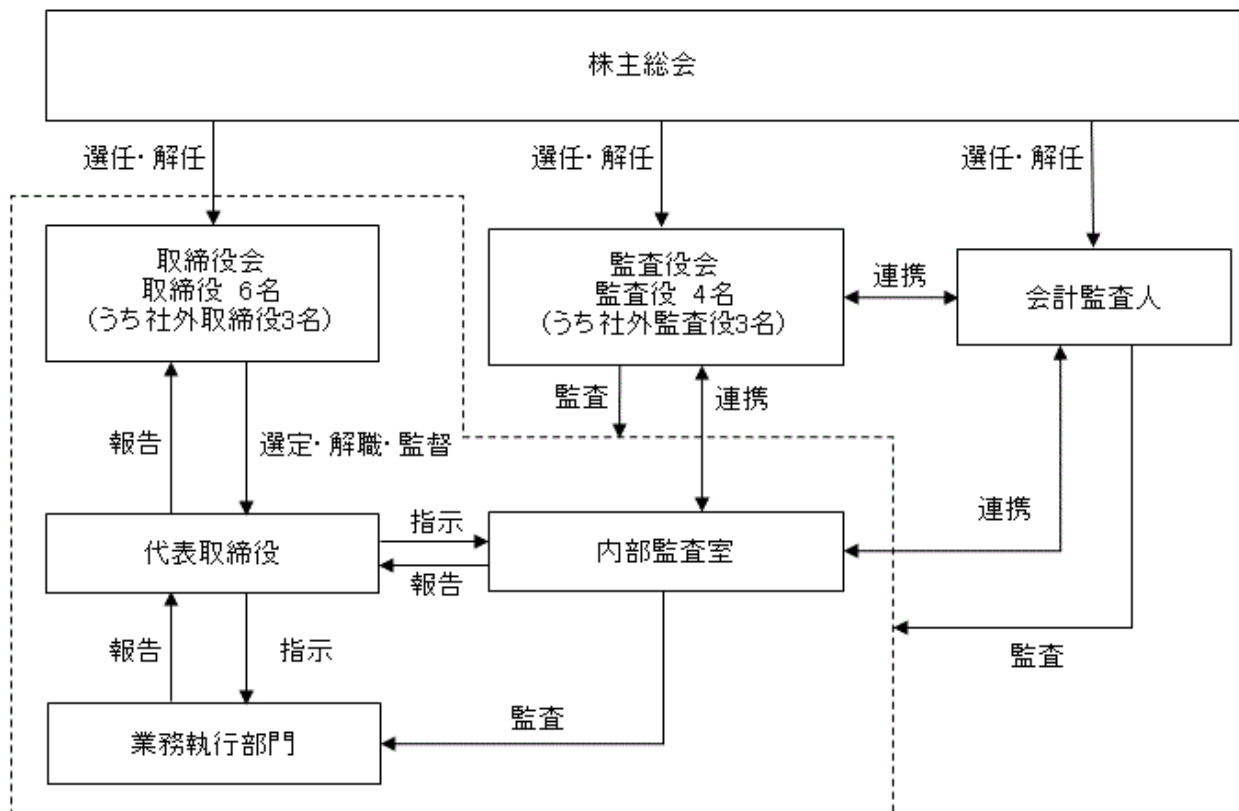 株主総会
選任・解任
選任・解任
選任・解任
取締役会
取締役 6名
(うち社外取締役3名)
監査役会
監査役 4名
(うち社外監査役3名)
連携
会計監査人
監査
連携
報告
選定・解職・監督
連携
代表取締役
指示
報告
内部監査室
報告
指示
監査
監査
業務執行部門